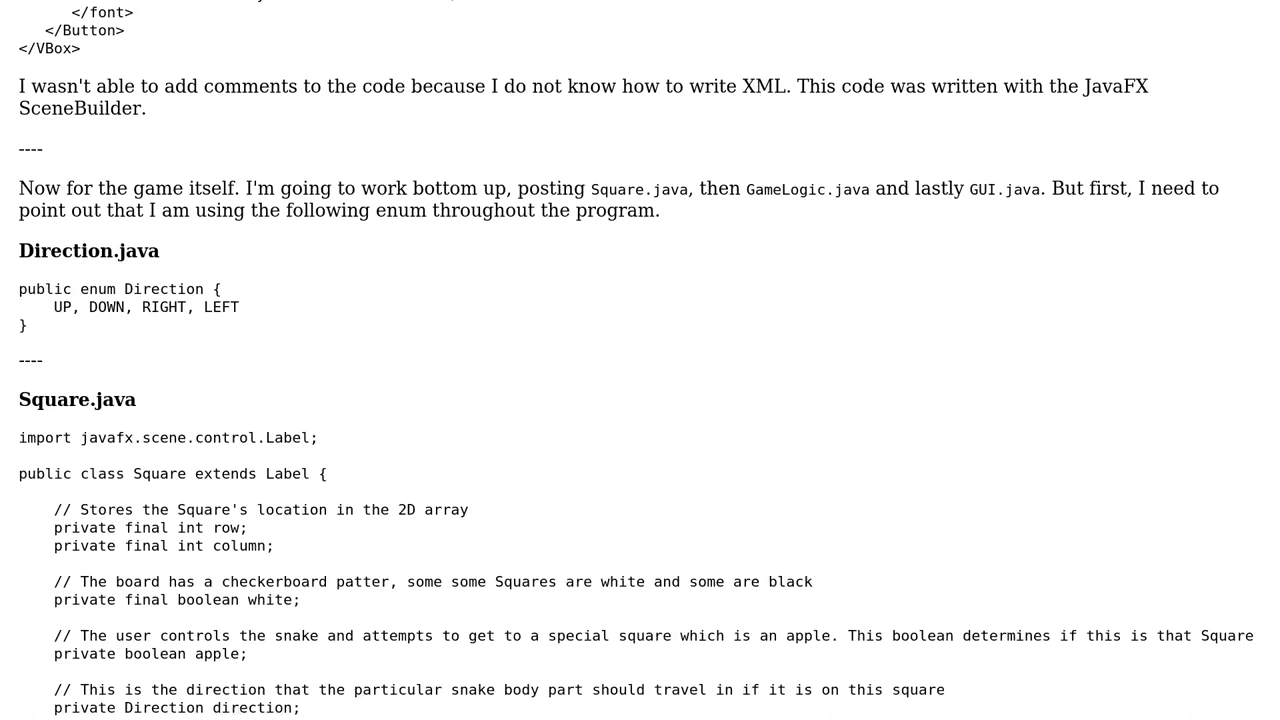 </font>
</Button>
</VBox>
I wasn't able to add comments to the code because I do not know how to write XML. This code was written with the JavaFX
SceneBuilder.
----
Now for the game itself. I'm going to work bottom up, posting Square.java, then GameLogic.java and lastly GUI.java. But first, I need to
point out that I am using the following enum throughout the program.
Direction.java
public enum Direction {
    UP, DOWN, RIGHT, LEFT
}
----
Square.java
import javafx.scene.control.Label;
public class Square extends Label {
    // Stores the Square's location in the 2D array
    private final int row;
    private final int column;
    // The board has a checkerboard patter, some some Squares are white and some are black
    private final boolean white;
    // The user controls the snake and attempts to get to a special square which is an apple. This boolean determines if this is that Square
    private boolean apple;
    // This is the direction that the particular snake body part should travel in if it is on this square
    private Direction direction;